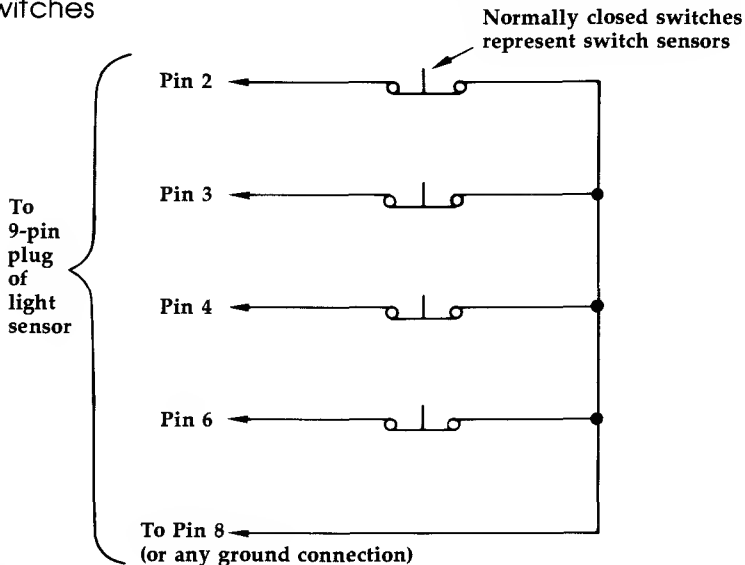 witches
Normally closed switches
represent switch sensors
Pin 2
Pin 3
To
9-pin
plug
of
light
sensor
Pin 4
Pin 6
To Pin 8
(or any ground connection)